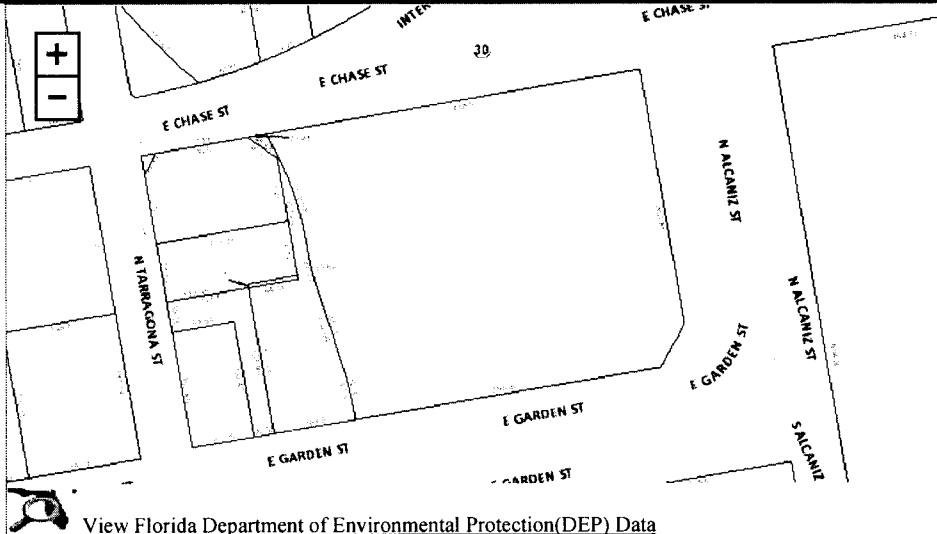 INTER
E CHASE ST
+
30
E CHASE ST
−
E CHASE ST
N ALCANIZ ST
N TARRAGONA ST
N ALCANIZ ST
E GARDEN ST
E GARDEN ST
S ALCANIZ
E GARDEN ST
E GARDEN ST
View Florida Department of Environmental Protection(DEP) Data